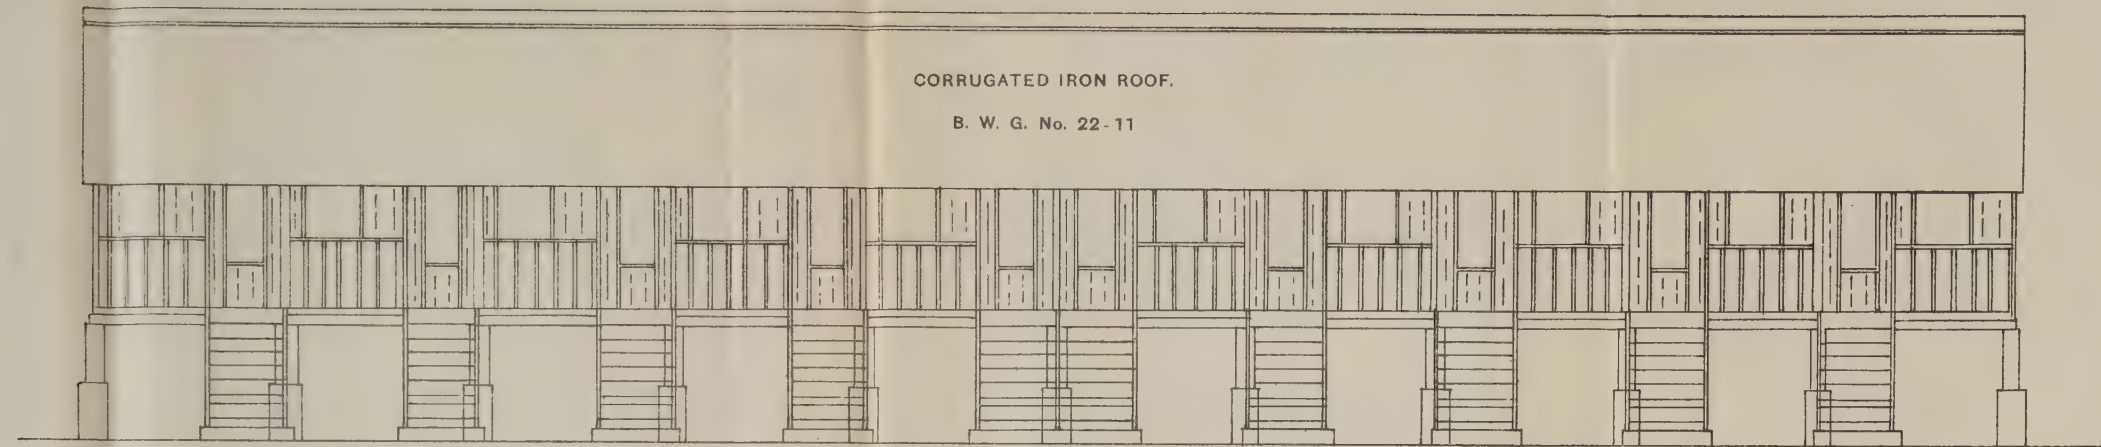 CORRUGATED IRON ROOF.
B. W. G. No. 22-11